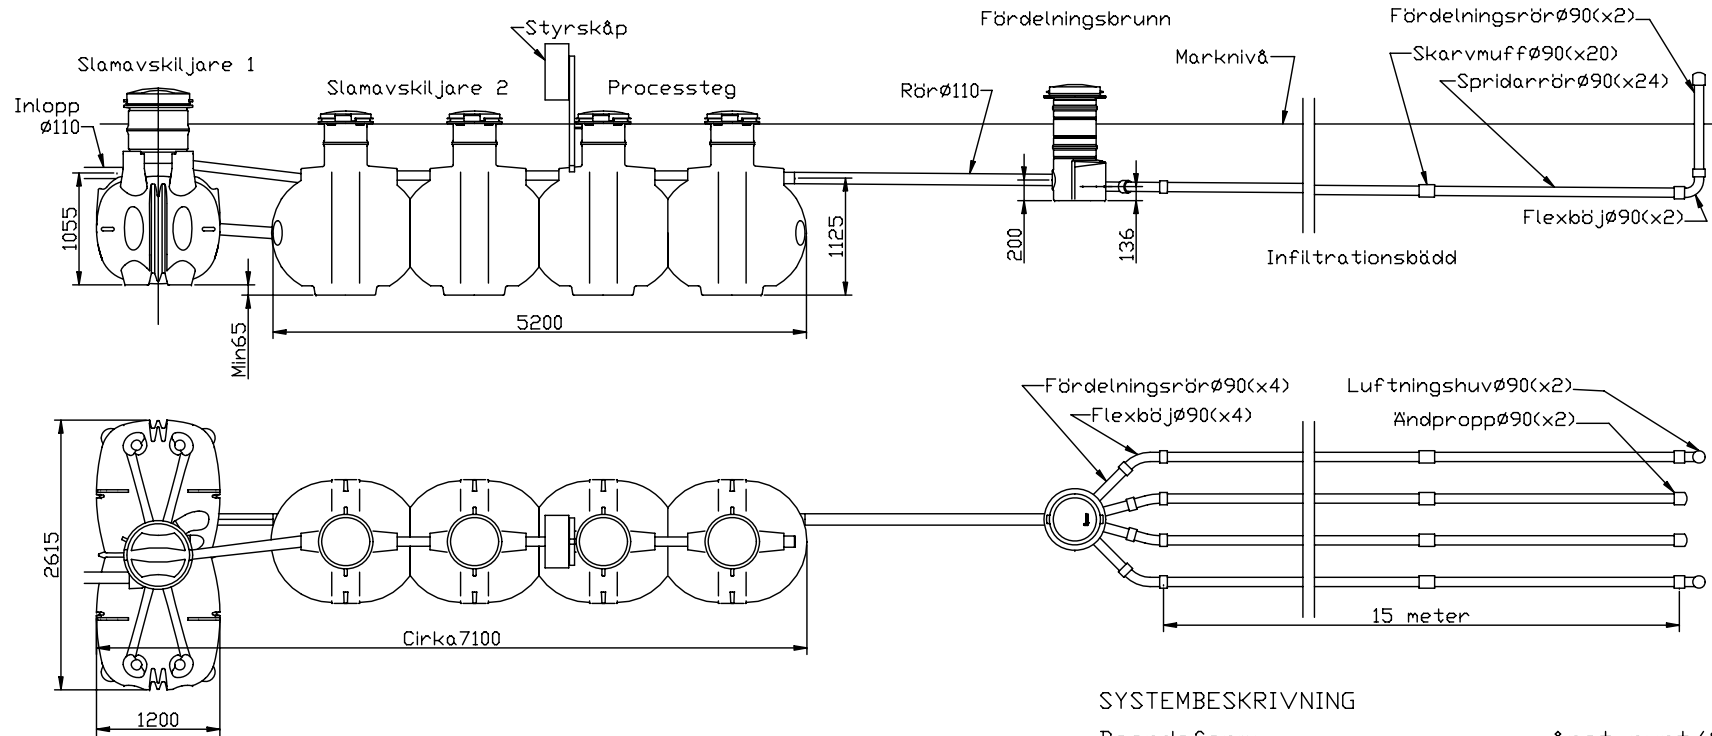 Styrskåp
Fördelningsbrunn
FördelningsrörØ90(x2)
Slamavskiljare 1
Marknivå
SkarvmuffØ90(x20)
Slamavskiljare 2
Processteg
RörØ110
SpridarrörØ90(x24)
Inlopp
Ø110
1055
1125
200
136
FlexböjØ90(x2)
Infiltrationsbädd
5200
Min65
FördelningsrörØ90(x4)
LuftningshuvØ90(x2)
FlexböjØ90(x4)
ÄndproppØ90(x2)
2615
15 meter
Cirka7100
1200
SYSTEMBESKRIVNING